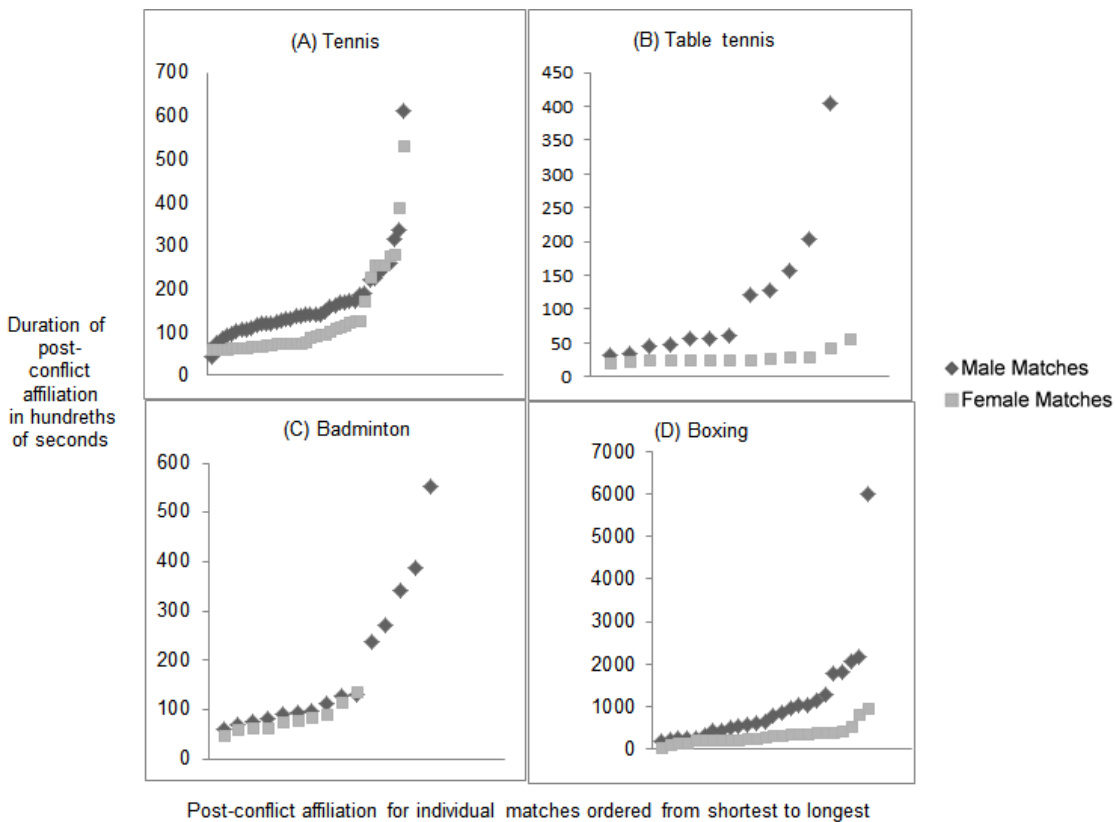 (A) Tennis
700
600
500
400
300
200
100
0
(B) Table tennis
450
400
350
300
250
200
150
100
50
0
Duration of
post-
conflict
affiliation
in hundreths
of seconds
Male Matches
Female Matches
(C) Badminton
600
500
400
300
200
100
0
(D) Boxing
7000
6000
5000
4000
3000
2000
1000
0
Post-conflict affiliation for individual matches ordered from shortest to longest